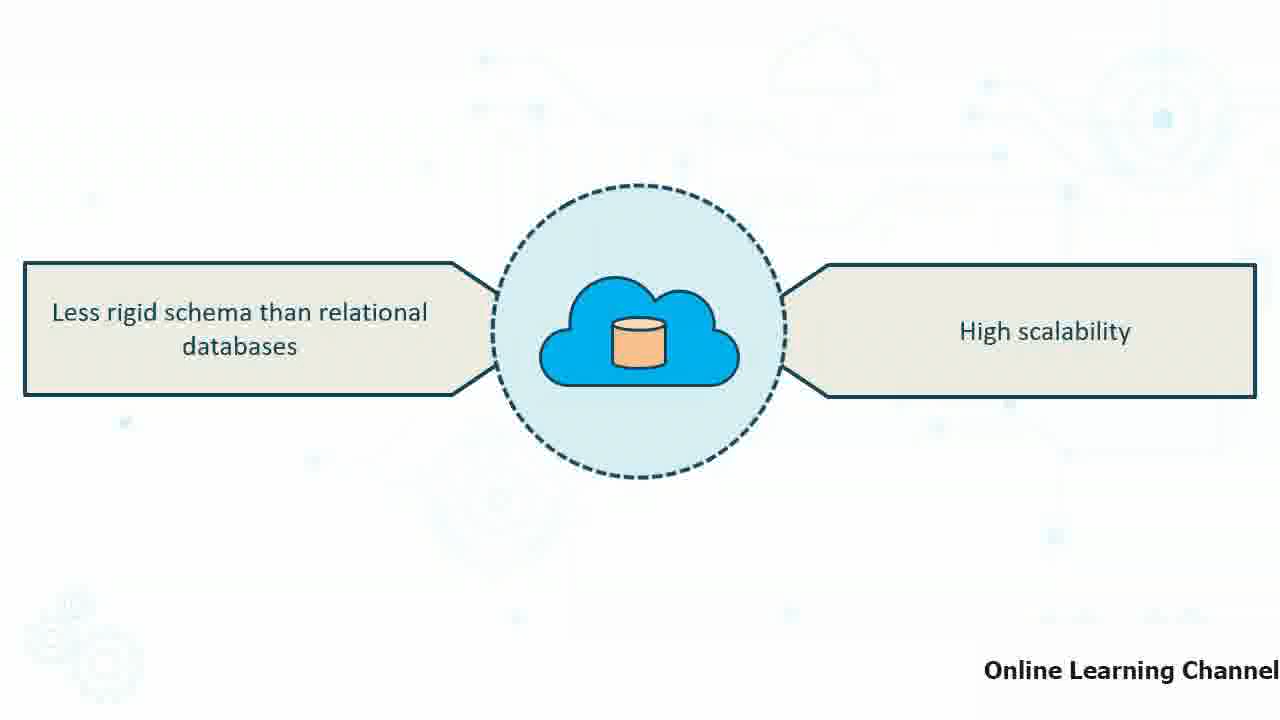 Less rigid schema than relational
databases
High scalability
Online Learning Channel